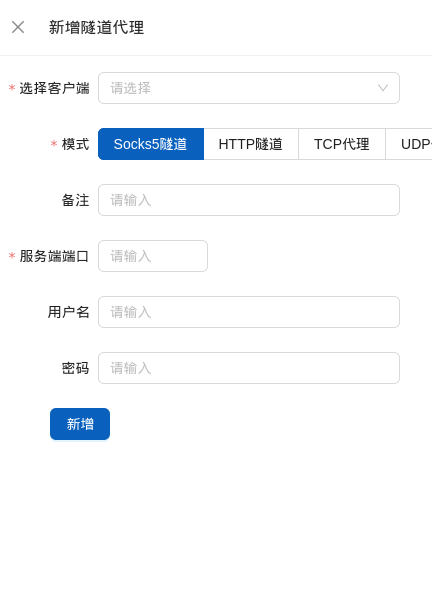 新增隧道代理
* 选择客户端 请选择
* 模式 Socks5隧道 HTTP隧道 TCP代理 UDP
备注 请输入
* 服务端端口 请输入
用户名 请输入
密码 请输入
新增